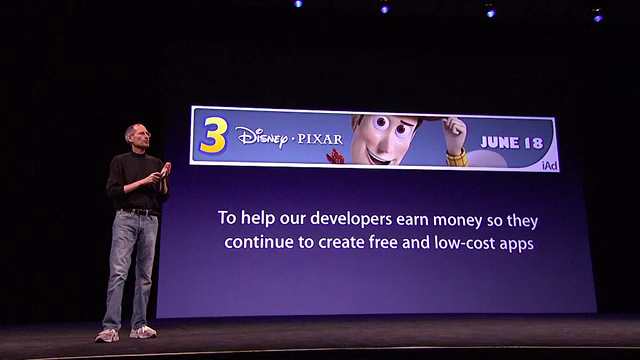 3 Disney · PIXAR JUNE 18
iAd
To help our developers earn money so they
continue to create free and low-cost apps